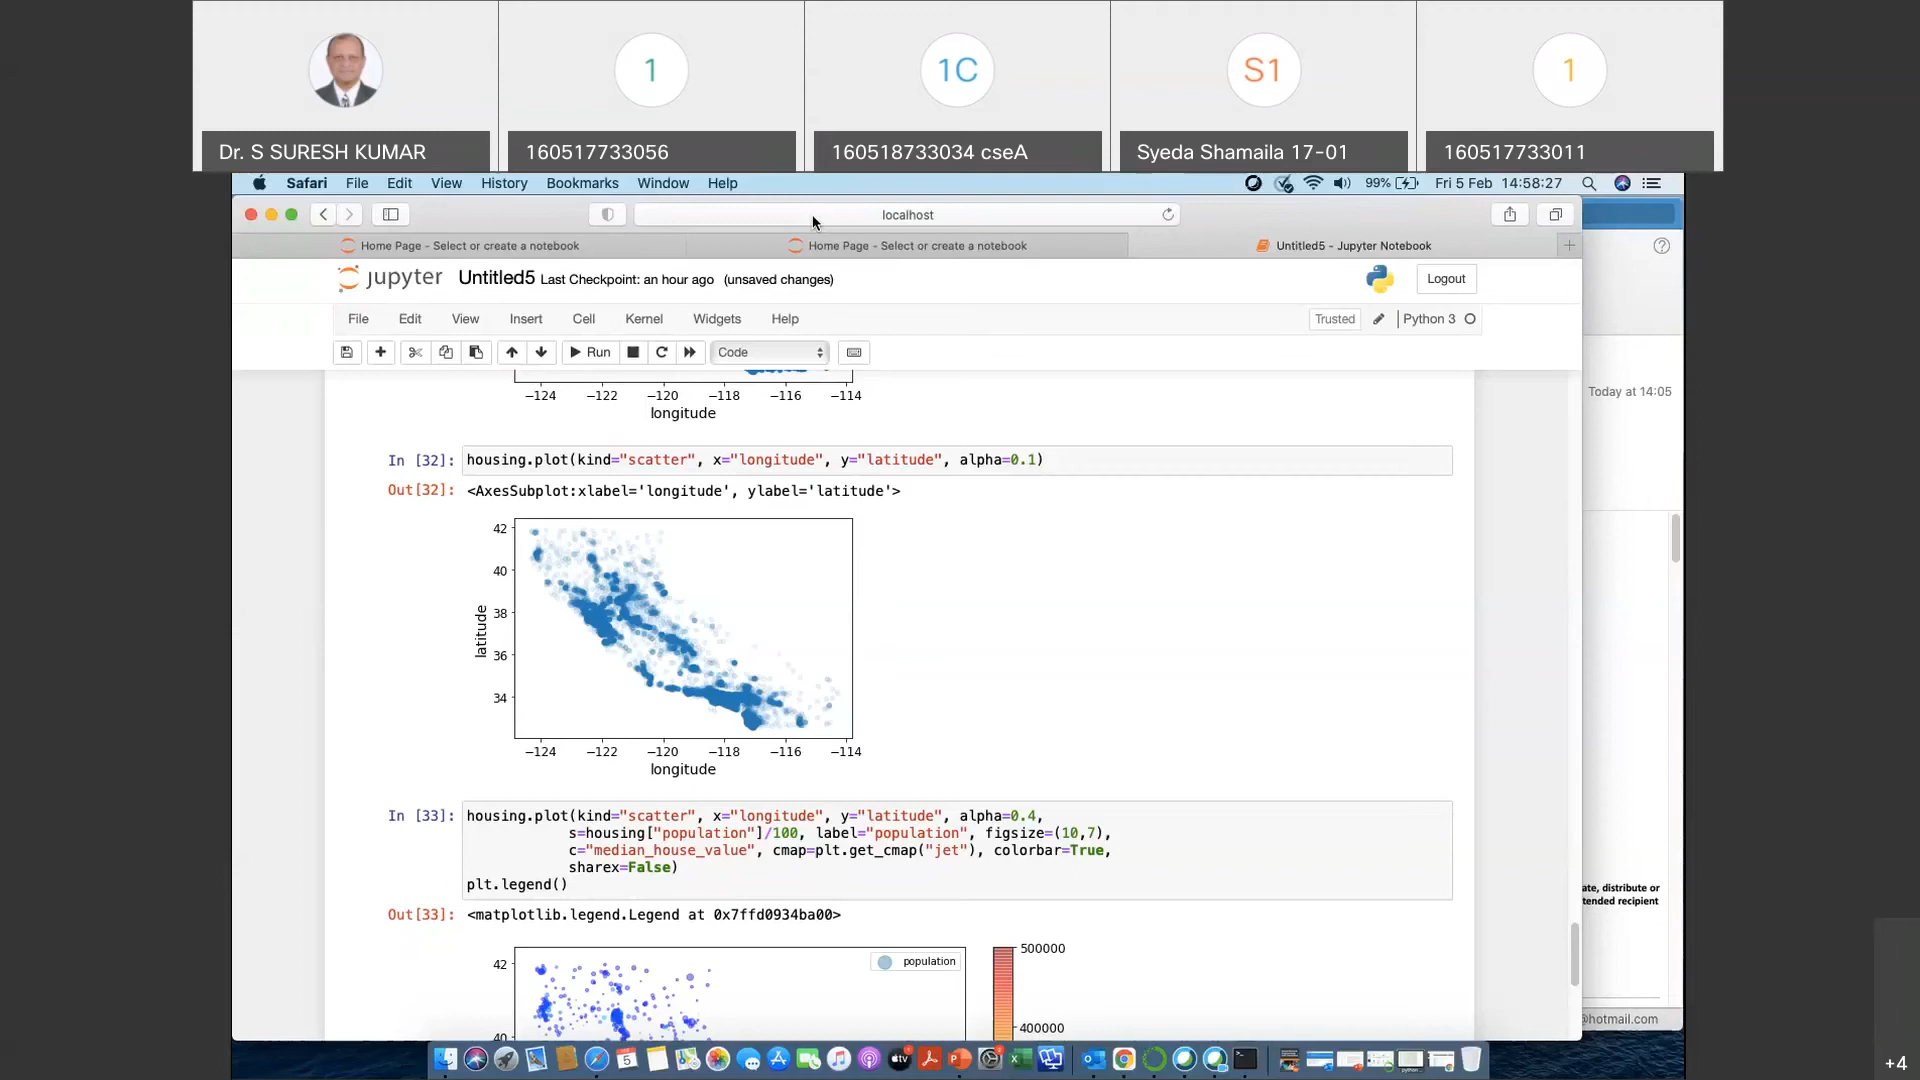 1
1C
S1
1
Dr. S SURESH KUMAR
160517733056
160518733034 cseA
Syeda Shamaila 17-01
160517733011
Safari File Edit View History Bookmarks Window Help
99% Fri 5 Feb 14:58:27
localhost
Home Page - Select or create a notebook
Home Page - Select or create a notebook
Untitled5 - Jupyter Notebook
jupyter Untitled5 Last Checkpoint: an hour ago (unsaved changes)
Logout
File Edit View Insert Cell Kernel Widgets Help
Trusted
Python 3
Run
Code
Today at 14:05
−124 −122 −120 −118 −116 −114
longitude
In [32]: housing.plot(kind="scatter", x="longitude", y="latitude", alpha=0.1)
Out[32]: <AxesSubplot:xlabel='longitude', ylabel='latitude'>
42
40
38
36
34
latitude
−124 −122 −120 −118 −116 −114
longitude
In [33]: housing.plot(kind="scatter", x="longitude", y="latitude", alpha=0.4,
s=housing["population"]/100, label="population", figsize=(10,7),
c="median_house_value", cmap=plt.get_cmap("jet"), colorbar=True,
sharex=False)
plt.legend()
Out[33]: <matplotlib.legend.Legend at 0x7ffd0934ba00>
42
40
population
500000
400000
ate, distribute or
tended recipient
@hotmail.com
+4